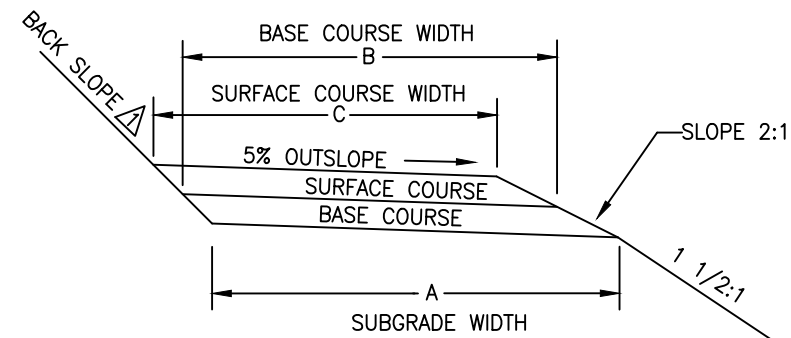 BACK SLOPE 1
BASE COURSE WIDTH
B
SURFACE COURSE WIDTH
C
SLOPE 2:1
5% OUTSLOPE
SURFACE COURSE
BASE COURSE
1 1/2:1
A
SUBGRADE WIDTH